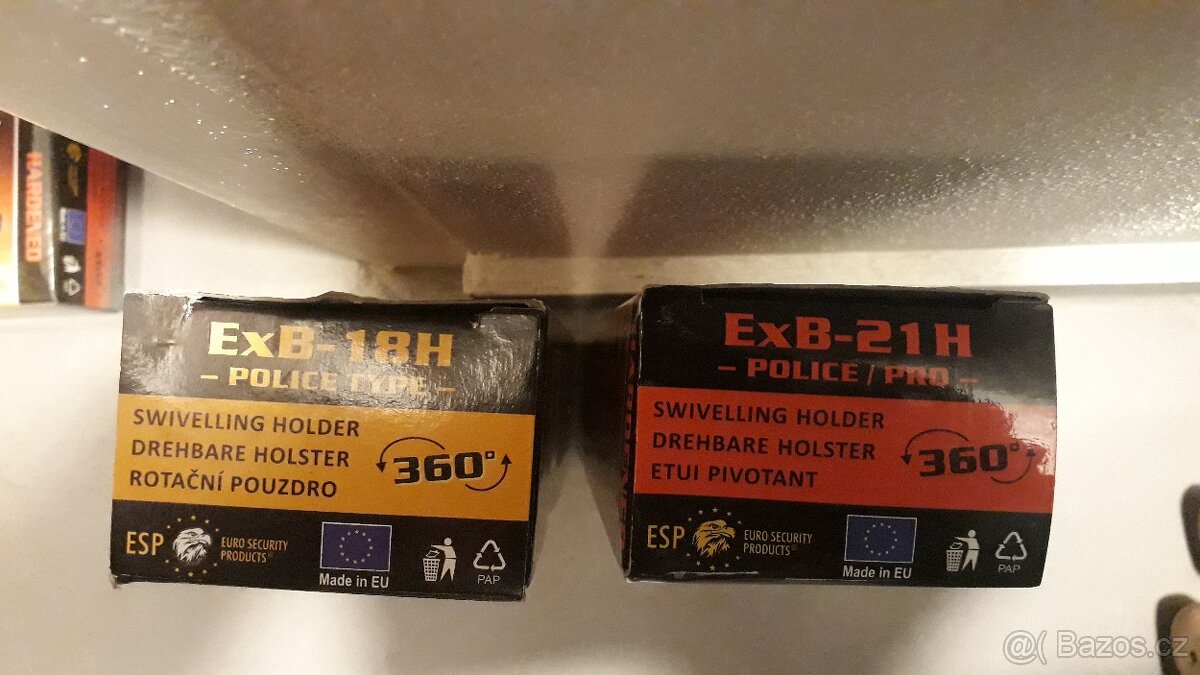 HARDENED
ExB-18H
– POLICE TYPE –
SWIVELLING HOLDER
DREHBARE HOLSTER
ROTAČNÍ POUZDRO
360°
ESP
EURO SECURITY
PRODUCTS®
Made in EU
PAP
ExB-21H
– POLICE / PRO –
SWIVELLING HOLDER
DREHBARE HOLSTER
ETUI PIVOTANT
360°
ESP
EURO SECURITY
PRODUCTS®
Made in EU
PAP
@( Bazos.cz